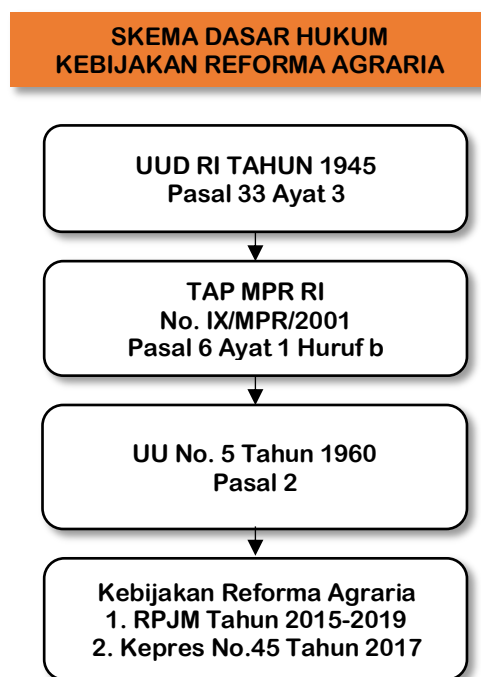 SKEMA DASAR HUKUM
KEBIJAKAN REFORMA AGRARIA
UUD RI TAHUN 1945
Pasal 33 Ayat 3
TAP MPR RI
No. IX/MPR/2001
Pasal 6 Ayat 1 Huruf b
UU No. 5 Tahun 1960
Pasal 2
Kebijakan Reforma Agraria
1. RPJM Tahun 2015-2019
2. Kepres No.45 Tahun 2017